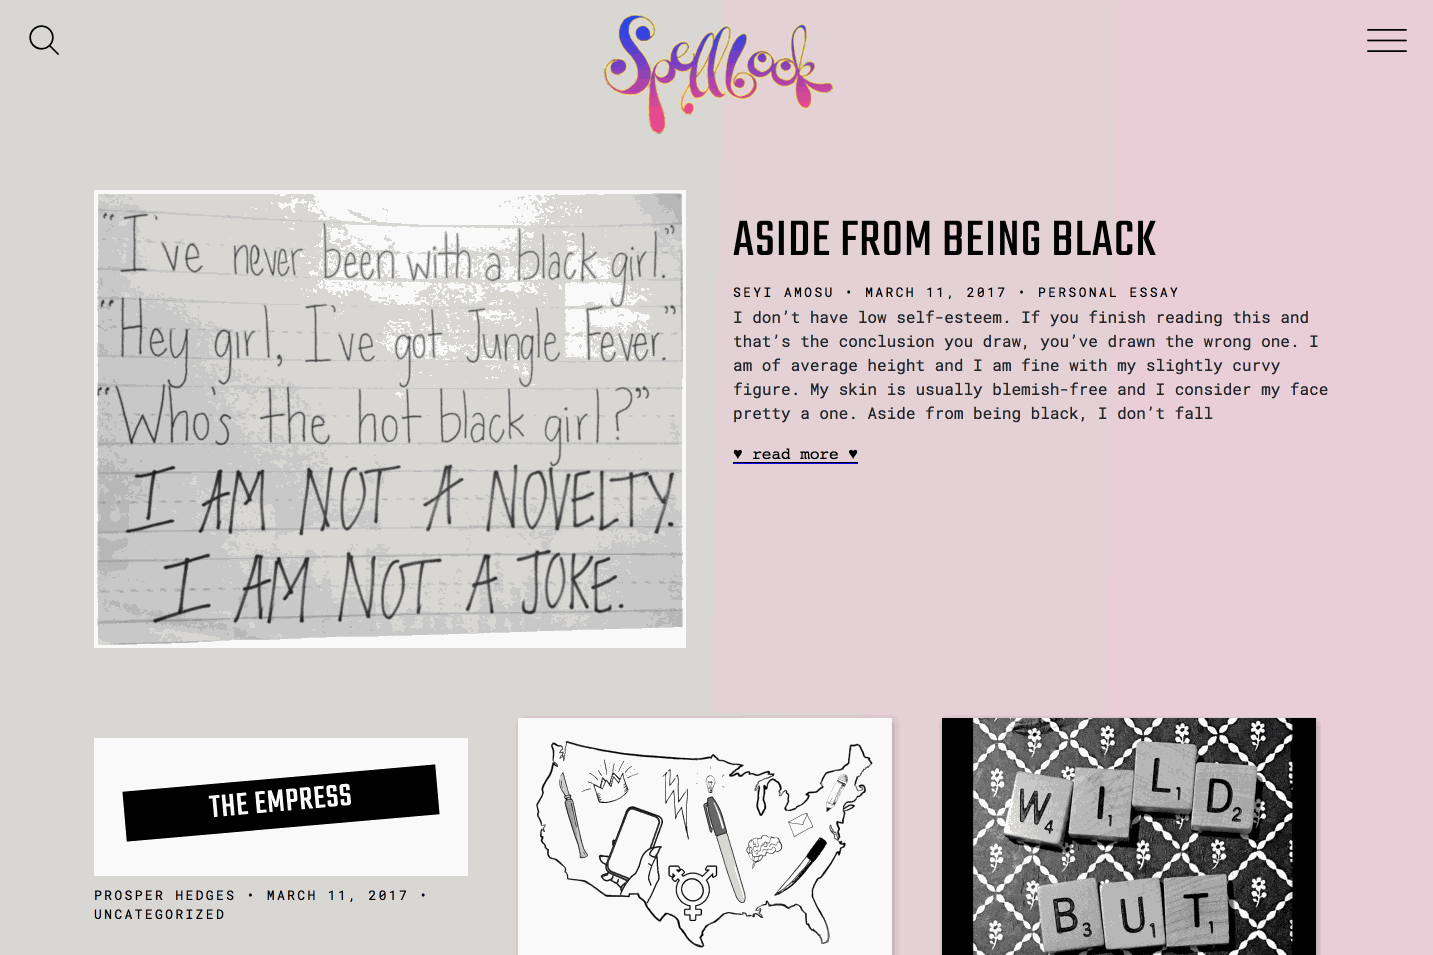 Spellbook
“I've never been with a black girl.”
“Hey girl, I've got Jungle Fever.”
“Who's the hot black girl?”
I AM NOT A NOVELTY.
I AM NOT A JOKE.
ASIDE FROM BEING BLACK
SEYI AMOSU • MARCH 11, 2017 • PERSONAL ESSAY
I don’t have low self-esteem. If you finish reading this and
that’s the conclusion you draw, you’ve drawn the wrong one. I
am of average height and I am fine with my slightly curvy
figure. My skin is usually blemish-free and I consider my face
pretty a one. Aside from being black, I don’t fall
♥ read more ♥
THE EMPRESS
PROSPER HEDGES • MARCH 11, 2017 •
UNCATEGORIZED
W4 I1 L1 D2
B3 U1 T1